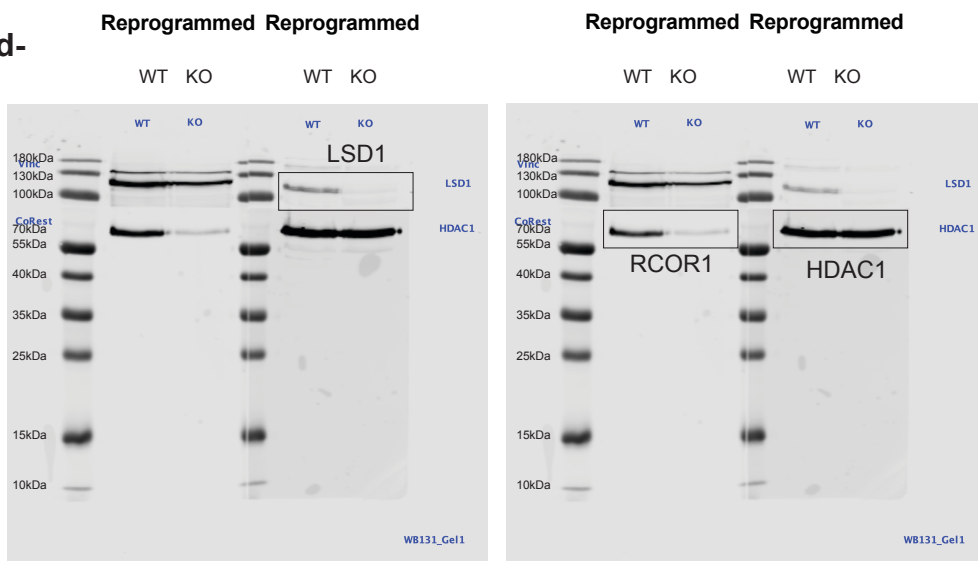 Reprogrammed Reprogrammed
d-
WT KO WT KO
WT KO WT KO
LSD1
180kDa
Vinc
130kDa
100kDa
LSD1
CoRest
70kDa
HDAC1
55kDa
40kDa
35kDa
25kDa
15kDa
10kDa
WB131_Gel1
Reprogrammed Reprogrammed
WT KO WT KO
WT KO WT KO
180kDa
Vinc
130kDa
100kDa
LSD1
CoRest
70kDa
HDAC1
55kDa
RCOR1 HDAC1
40kDa
35kDa
25kDa
15kDa
10kDa
WB131_Gel1